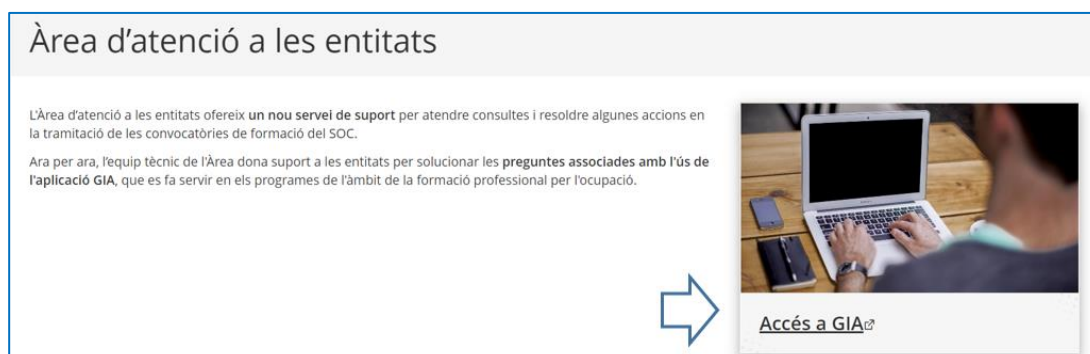 Àrea d’atenció a les entitats
L'Àrea d'atenció a les entitats ofereix un nou servei de suport per atendre consultes i resoldre algunes accions en
la tramitació de les convocatòries de formació del SOC.
Ara per ara, l'equip tècnic de l'Àrea dona suport a les entitats per solucionar les preguntes associades amb l'ús de
l'aplicació GIA, que es fa servir en els programes de l'àmbit de la formació professional per l'ocupació.
Accés a GIA